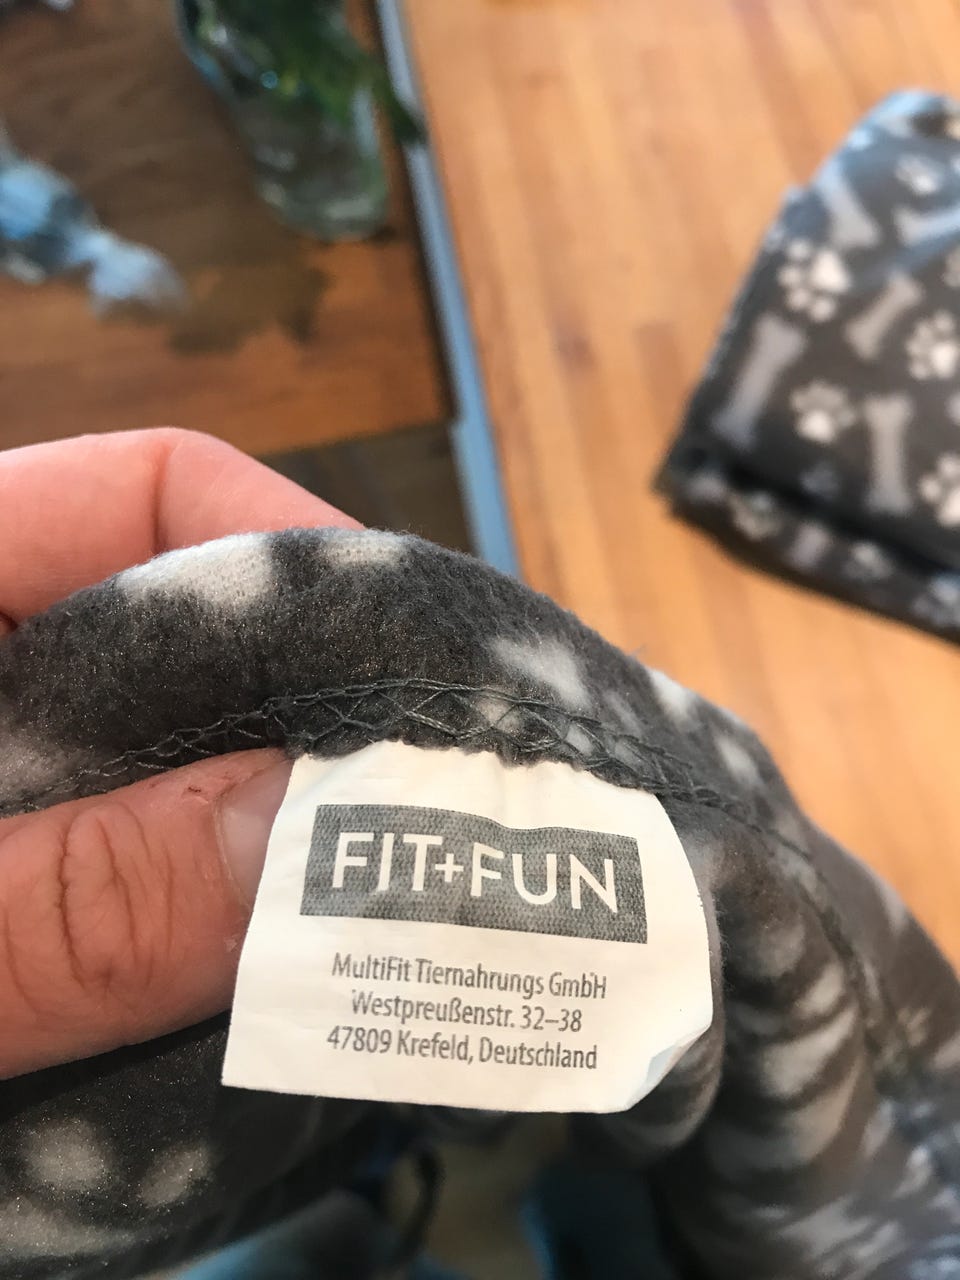 FIT+FUN
MultiFit Tiernahrungs GmbH
Westpreußenstr. 32–38
47809 Krefeld, Deutschland